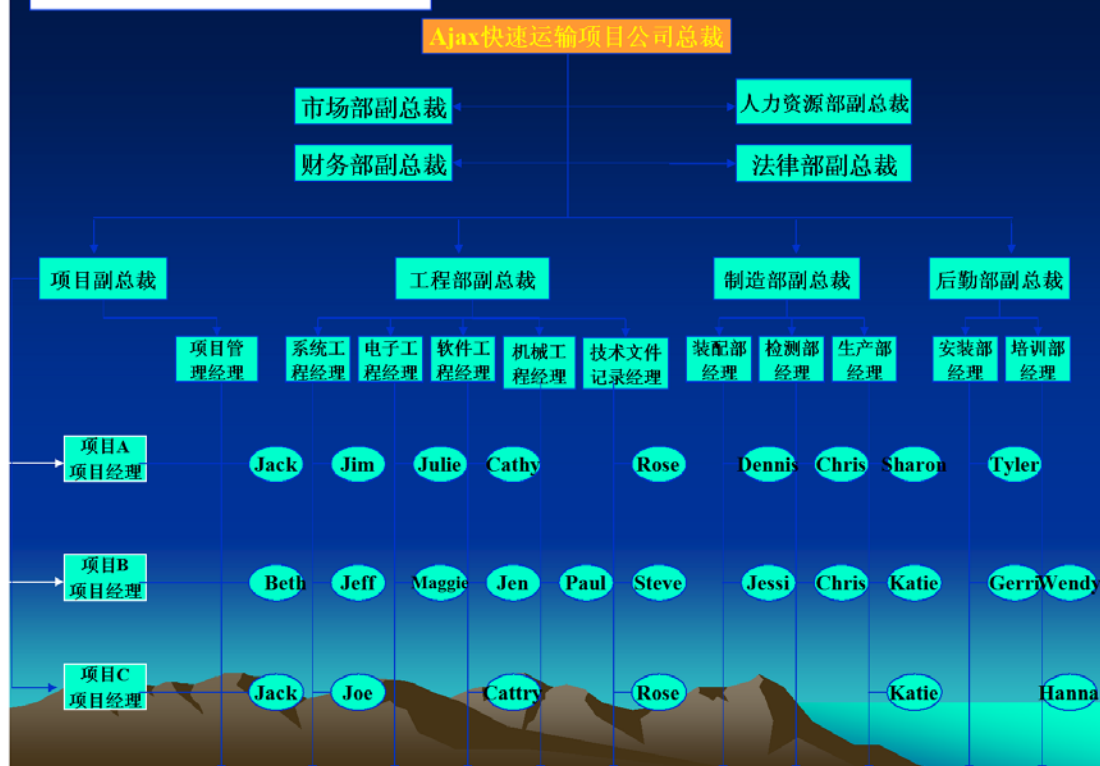 Ajax快速运输项目公司总裁
市场部副总裁
人力资源部副总裁
财务部副总裁
法律部副总裁
项目副总裁
工程部副总裁
制造部副总裁
后勤部副总裁
项目管
理经理
系统工
程经理
电子工
程经理
软件工
程经理
机械工
程经理
技术文件
记录经理
装配部
经理
检测部
经理
生产部
经理
安装部
经理
培训部
经理
项目A
项目经理
Jack
Jim
Julie
Cathy
Rose
Dennis
Chris
Sharon
Tyler
项目B
项目经理
Beth
Jeff
Maggie
Jen
Paul
Steve
Jessi
Chris
Katie
Gerri
Wendy
项目C
项目经理
Jack
Joe
Cattry
Rose
Katie
Hanna